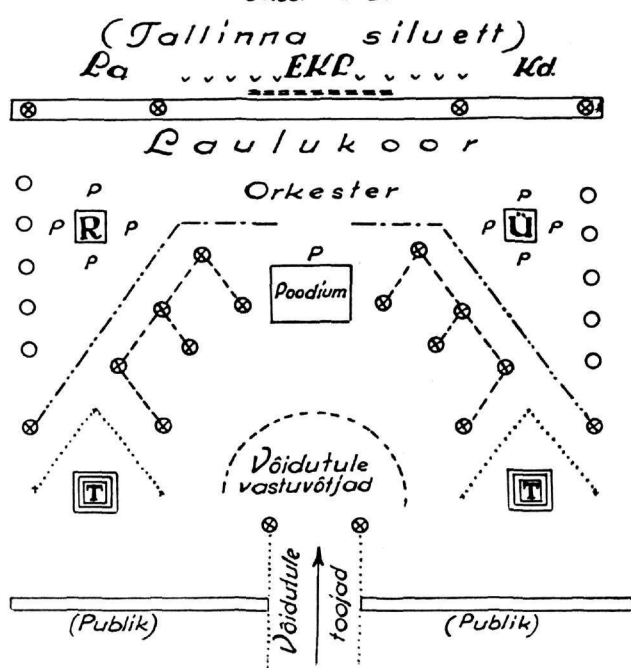 (Tallinna siluett)
La EKL Kd.
Laulukoor
Orkester
P P
P R P P Ü P
P P P
Poodium
Võidutule
vastuvõtjad
T T
Võidutule toojad
(Publik) (Publik)